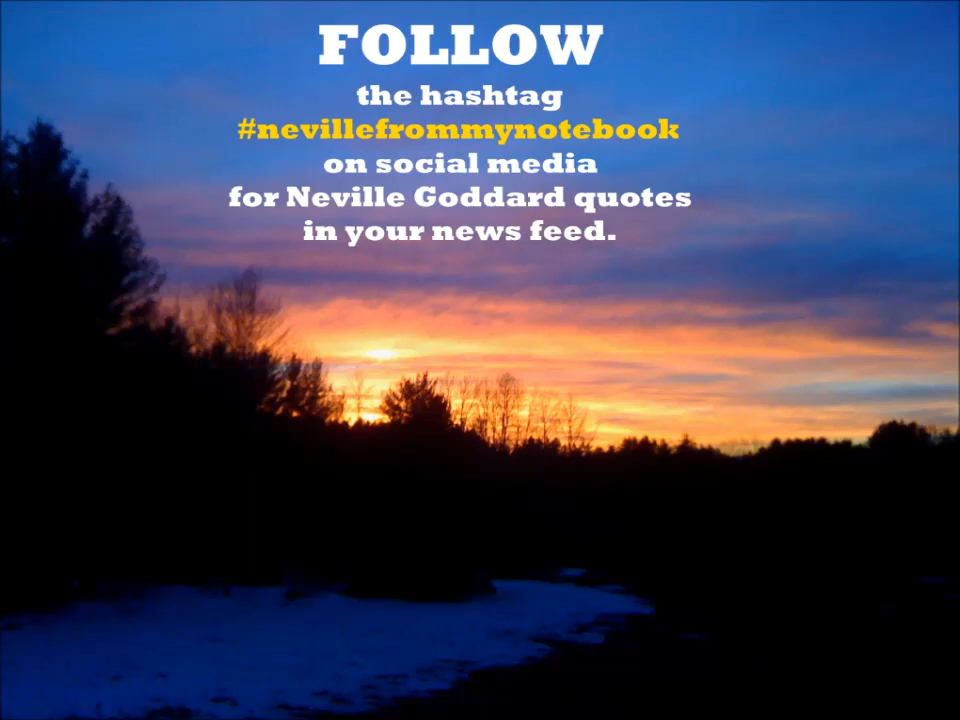 FOLLOW
the hashtag
#nevillefrommynotebook
on social media
for Neville Goddard quotes
in your news feed.